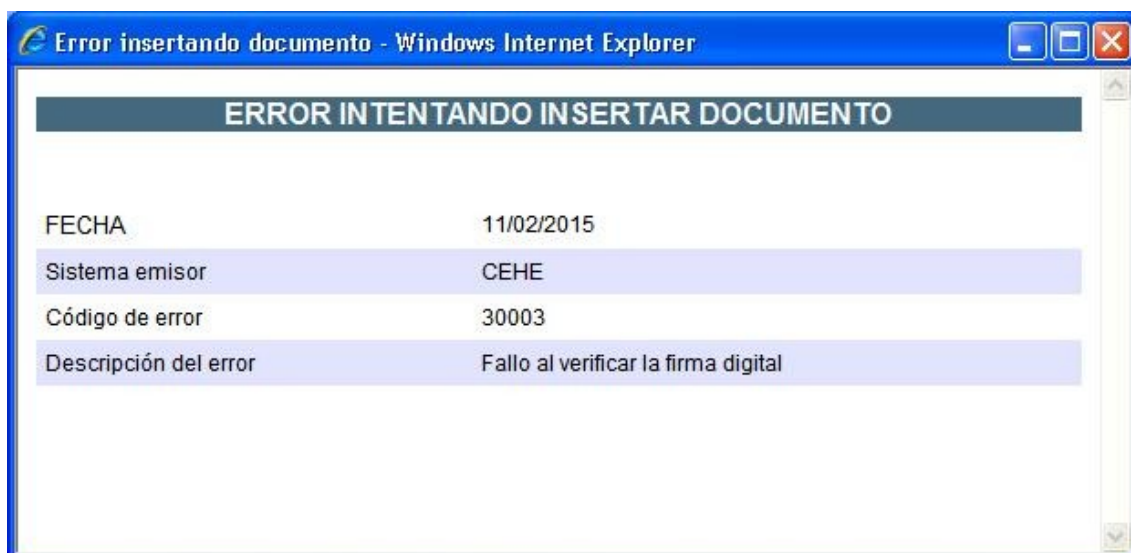 Error insertando documento - Windows Internet Explorer
ERROR INTENTANDO INSERTAR DOCUMENTO
FECHA 11/02/2015
Sistema emisor CEHE
Código de error 30003
Descripción del error Fallo al verificar la firma digital